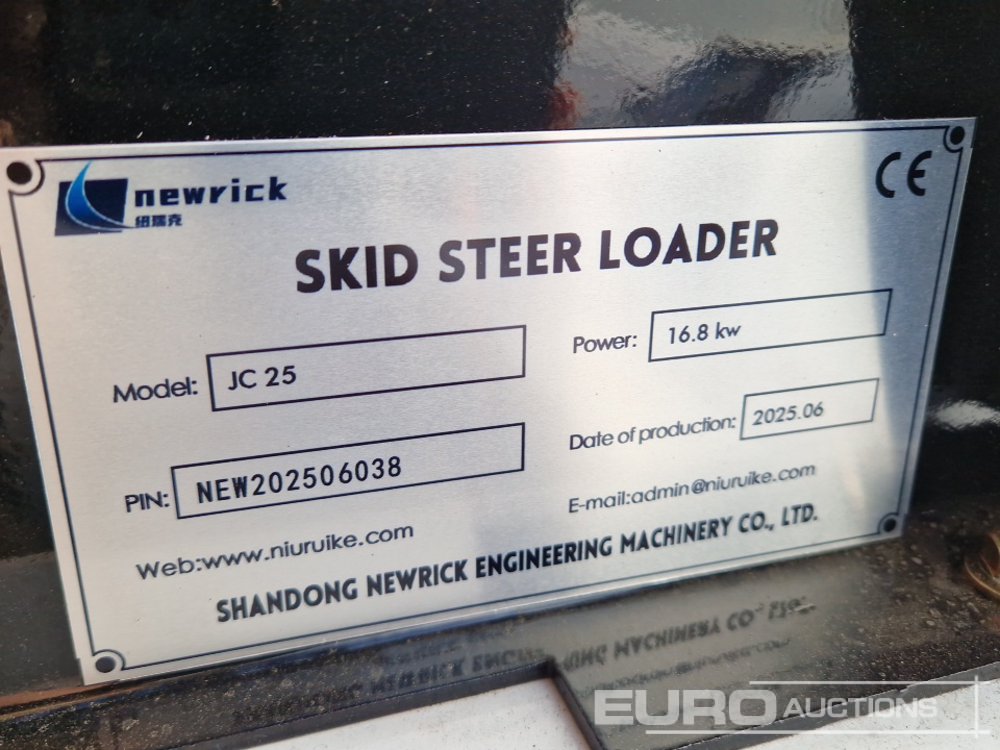 newrick
纽瑞克
CE
SKID STEER LOADER
Model: JC 25
Power: 16.8 kw
PIN: NEW202506038
Date of production: 2025.06
Web:www.niuruike.com
E-mail:admin@niuruike.com
SHANDONG NEWRICK ENGINEERING MACHINERY CO., LTD.
EURO AUCTIONS